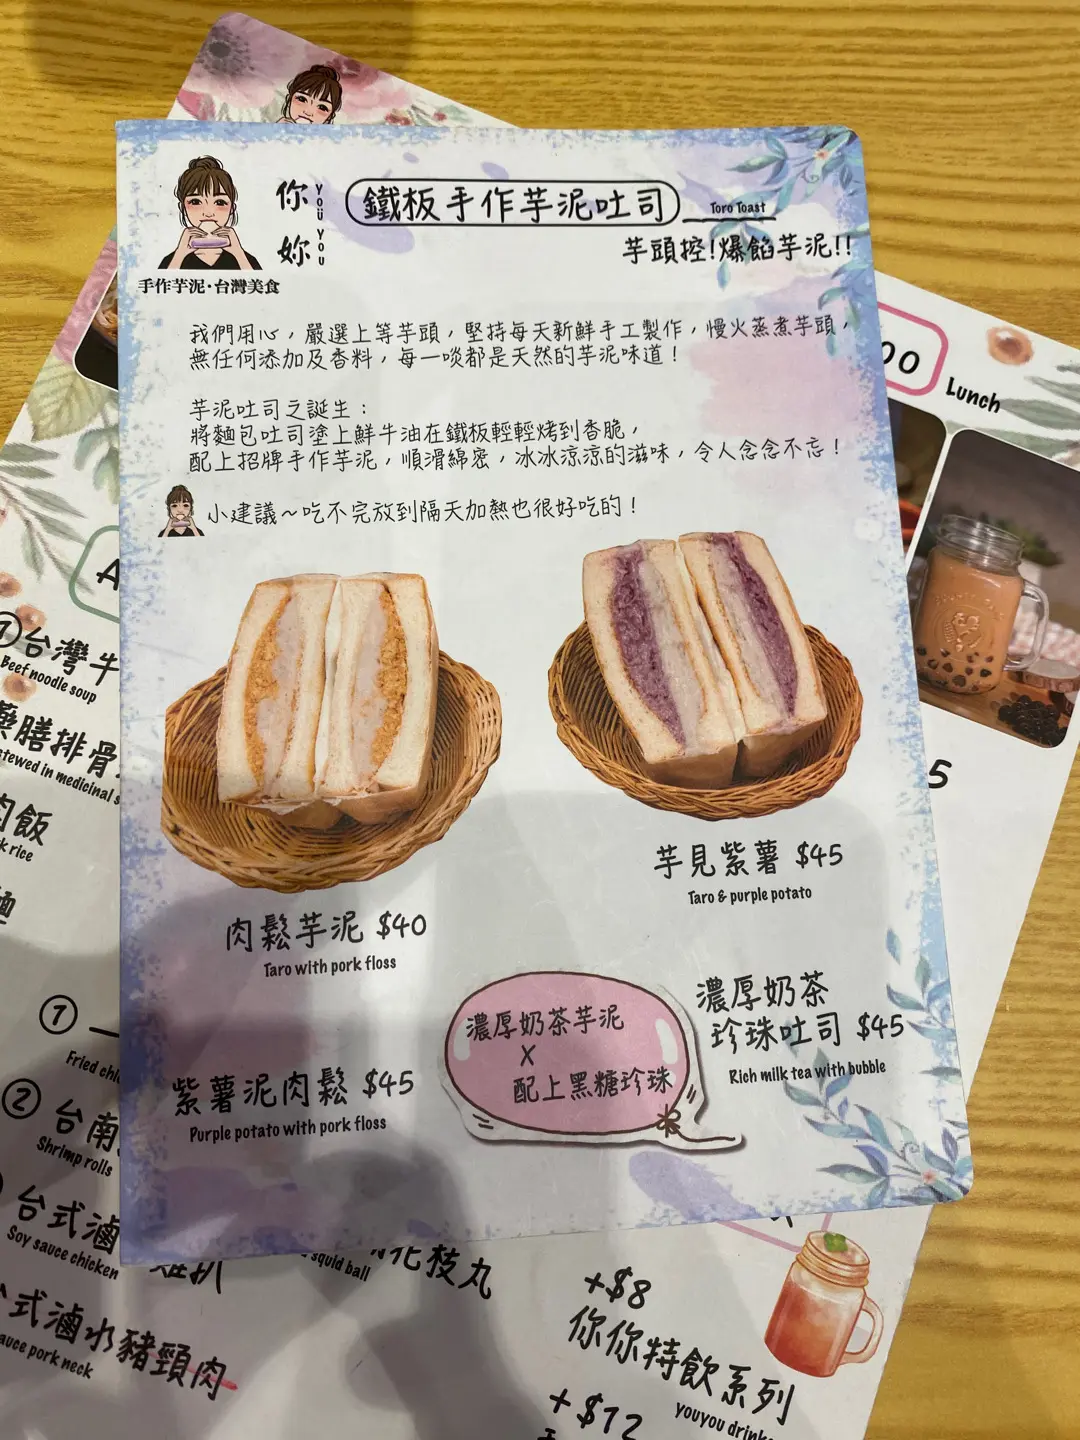 你妳
YOU YOU
手作芋泥·台灣美食
鐵板手作芋泥吐司
Toro Toast
芋頭控!爆餡芋泥!!
我們用心，嚴選上等芋頭，堅持每天新鮮手工製作，慢火蒸煮芋頭，
無任何添加及香料，每一啖都是天然的芋泥味道！
芋泥吐司之誕生：
將麵包吐司塗上鮮牛油在鐵板輕輕烤到香脆，
配上招牌手作芋泥，順滑綿密，冰冰涼涼的滋味，令人念念不忘！
小建議～吃不完放到隔天加熱也很好吃的！
肉鬆芋泥 $40
Taro with pork floss
芋見紫薯 $45
Taro & purple potato
紫薯泥肉鬆 $45
Purple potato with pork floss
濃厚奶茶芋泥
X
配上黑糖珍珠
濃厚奶茶
珍珠吐司 $45
Rich milk tea with bubble
00
Lunch
5
A
①台灣牛
Beef noodle soup
藥膳排骨
stewed in medicinal
肉飯
rice
麵
①
Fried
② 台南
Shrimp rolls
台式滷
Soy sauce chicken
雞扒
squid ball
花枝丸
式滷水豬頸肉
sauce pork neck
+$8
你你特飲系列
youyou drink
+$12